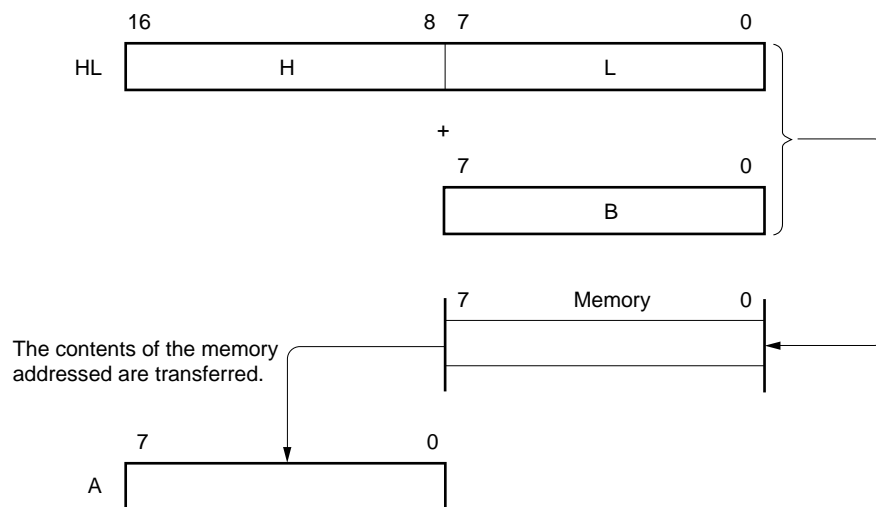 16 8 7 0
HL H L
+
7 0
B
7 Memory 0
The contents of the memory
addressed are transferred.
7 0
A